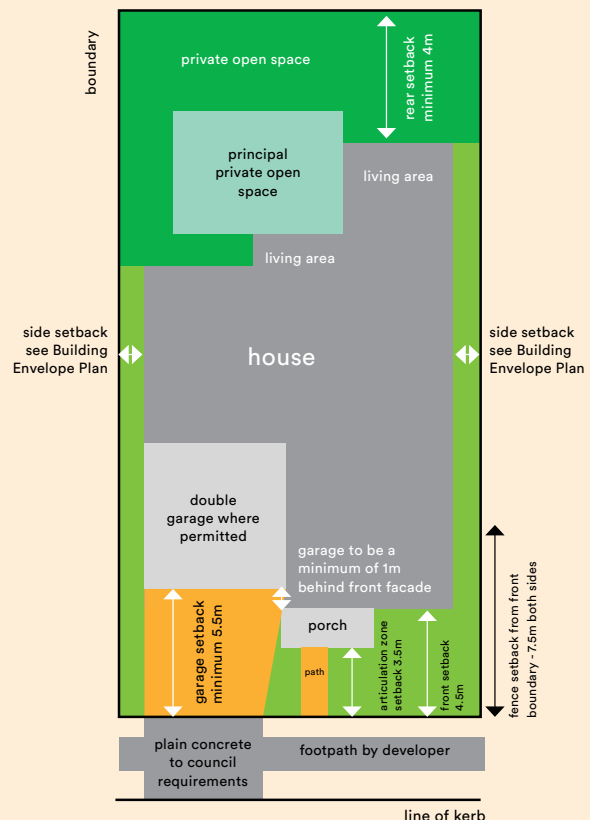 boundary
private open space
rear setback
minimum 4m
principal
private open
space
living area
living area
side setback
see Building
Envelope Plan
house
side setback
see Building
Envelope Plan
double
garage where
permitted
garage to be a
minimum of 1m
behind front facade
garage setback
minimum 5.5m
porch
path
articulation zone
setback 3.5m
front setback
4.5m
fence setback from front
boundary - 7.5m both sides
plain concrete
to council
requirements
footpath by developer
line of kerb